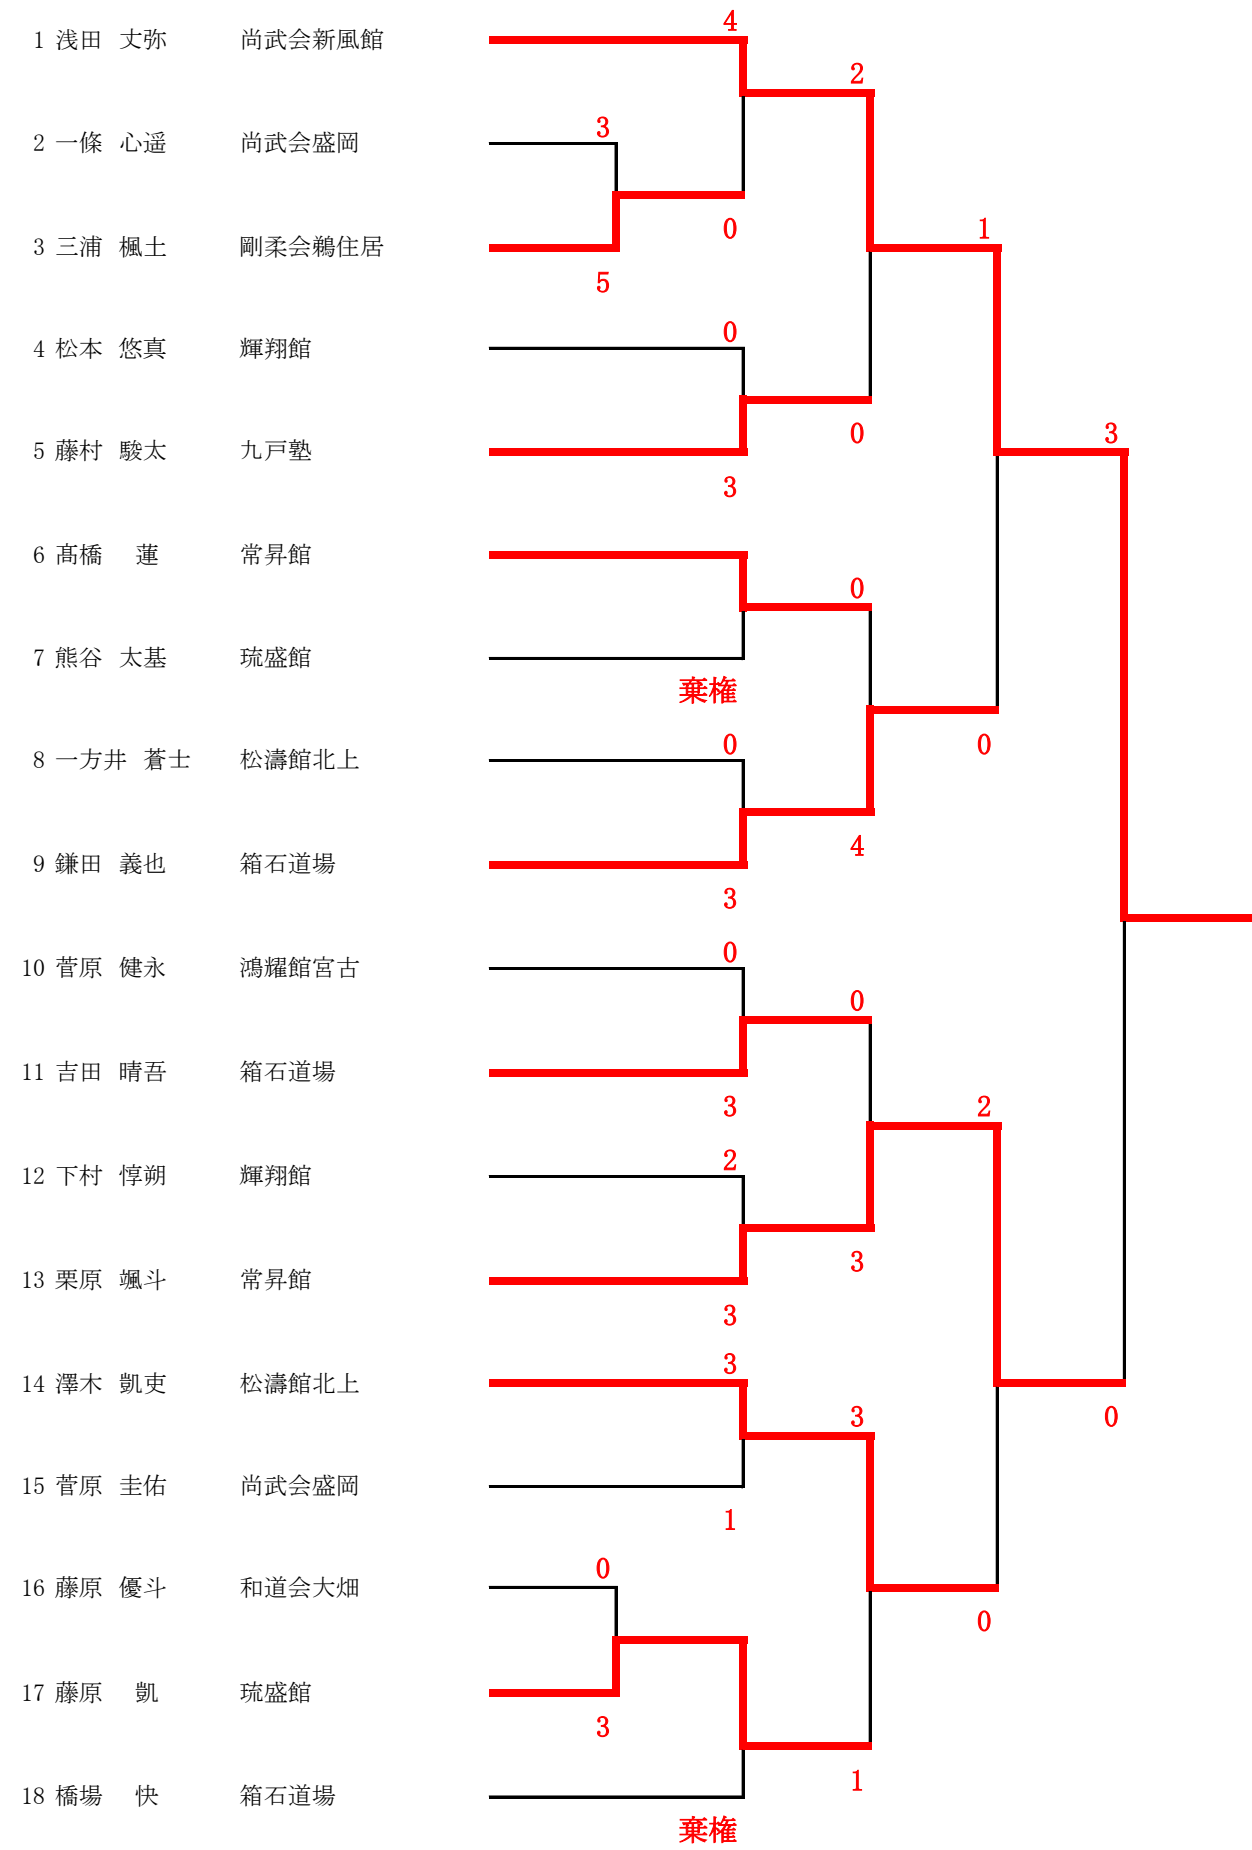 4
1 浅田 丈弥 尚武会新風館
2
3
2 一條 心遥 尚武会盛岡
0 1
3 三浦 楓土 剛柔会鵜住居
5
0
4 松本 悠真 輝翔館
0 3
5 藤村 駿太 九戸塾
3
6 髙橋 蓮 常昇館
0
7 熊谷 太基 琉盛館
棄権
0 0
8 一方井 蒼士 松濤館北上
4
9 鎌田 義也 箱石道場
3
0
10 菅原 健永 鴻耀館宮古
0
11 吉田 晴吾 箱石道場
3 2
2
12 下村 惇朔 輝翔館
3
13 栗原 颯斗 常昇館
3
3
14 澤木 凱吏 松濤館北上
3 0
15 菅原 圭佑 尚武会盛岡
1
0
16 藤原 優斗 和道会大畑
0
17 藤原 凱 琉盛館
3
1
18 橋場 快 箱石道場
棄権